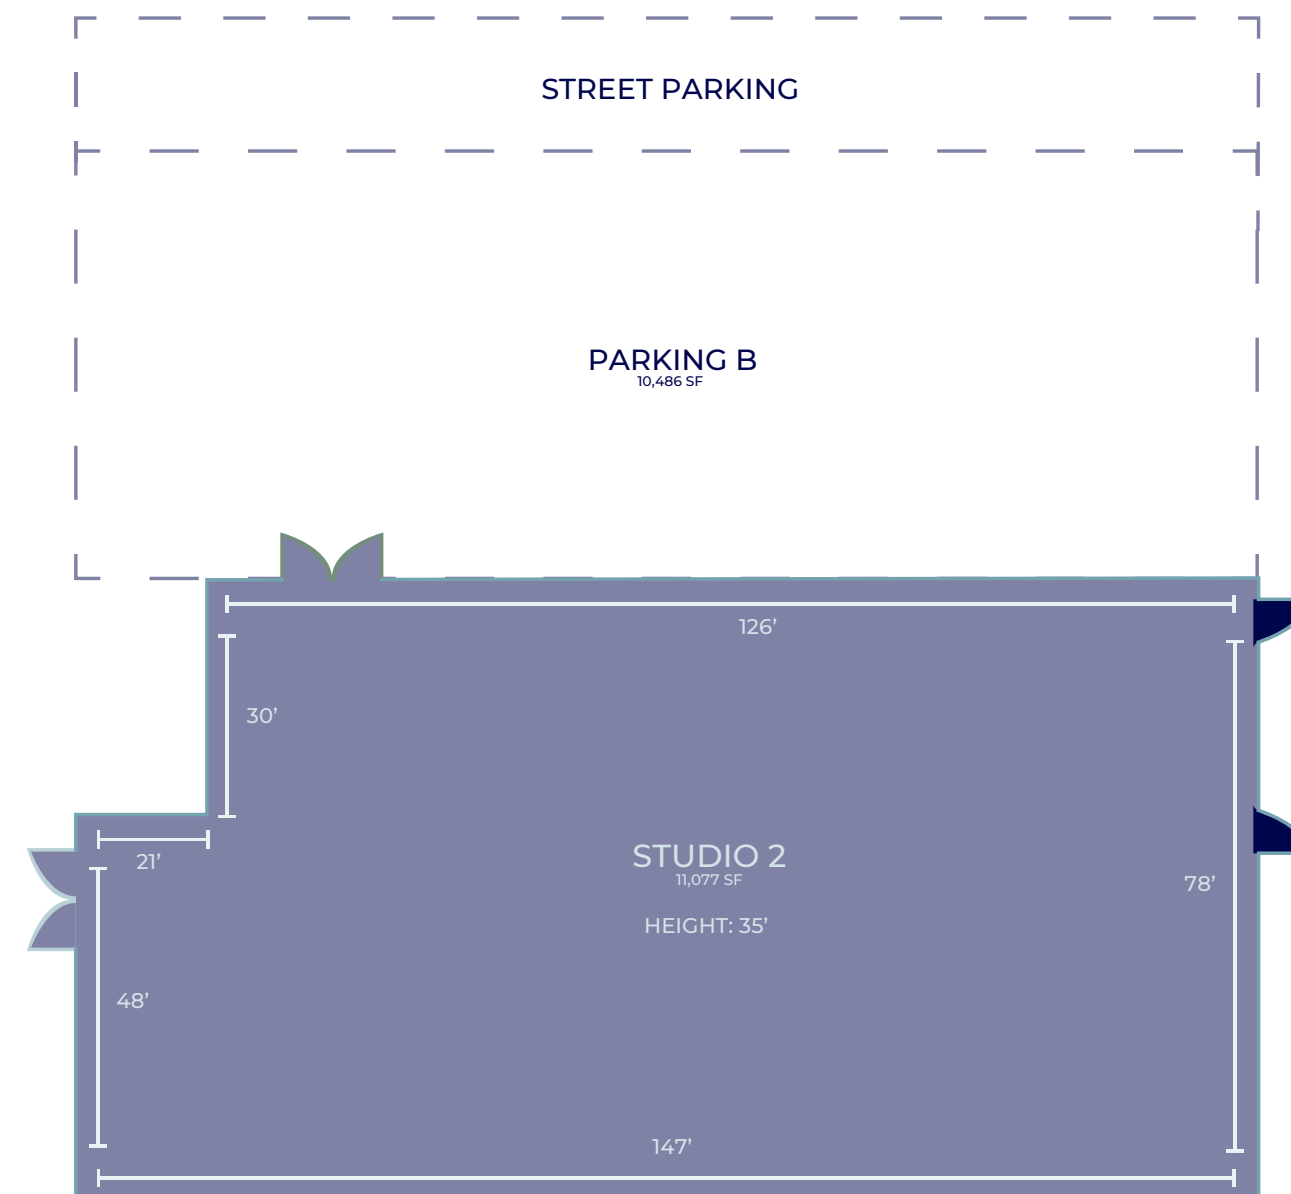 STREET PARKING
PARKING B
10,486 SF
126’
30’
21’
STUDIO 2
11,077 SF
78’
HEIGHT: 35’
48’
147’